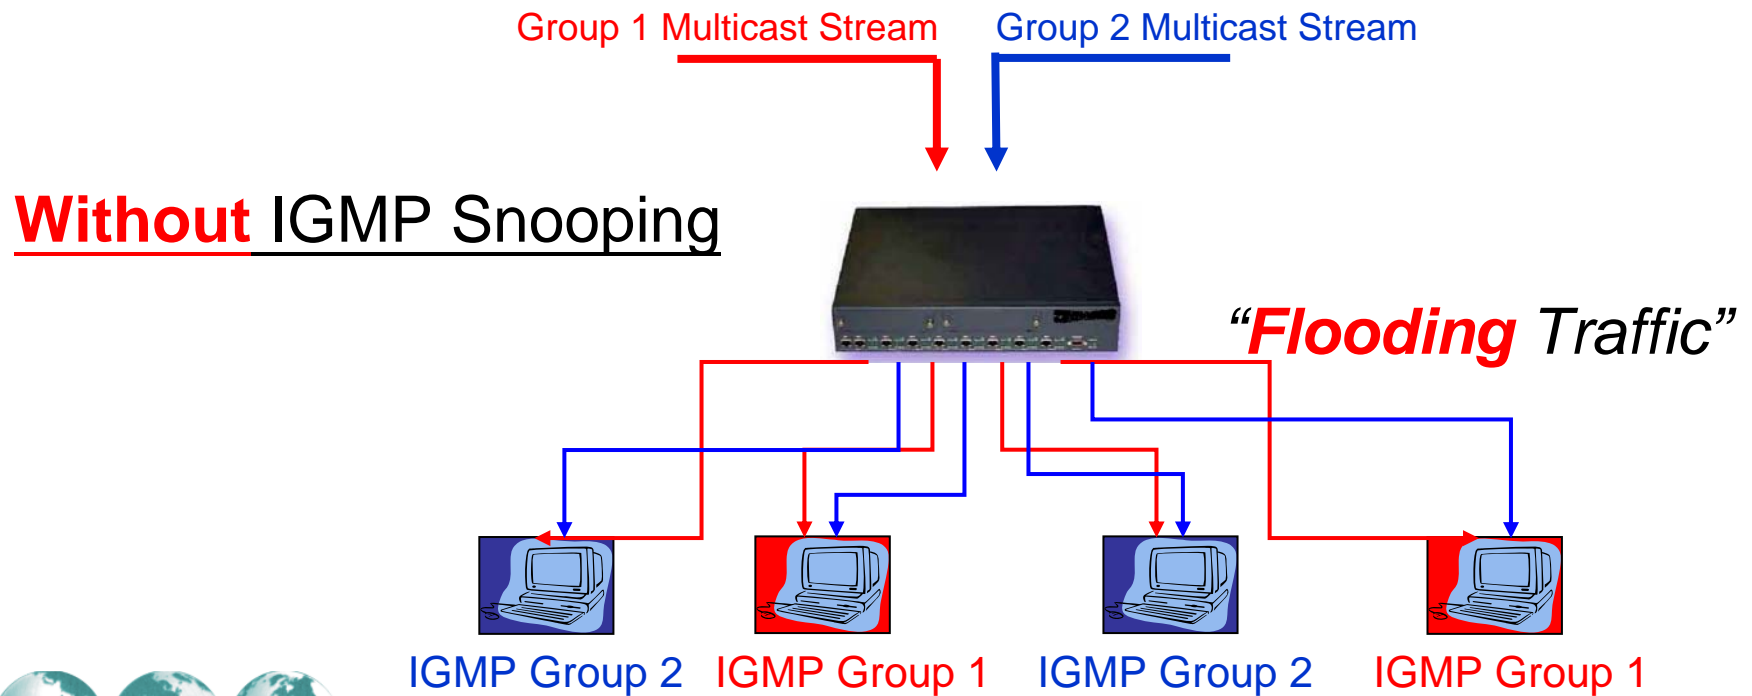 Group 1 Multicast Stream
Group 2 Multicast Stream
Without IGMP Snooping
“Flooding Traffic”
IGMP Group 2
IGMP Group 1
IGMP Group 2
IGMP Group 1